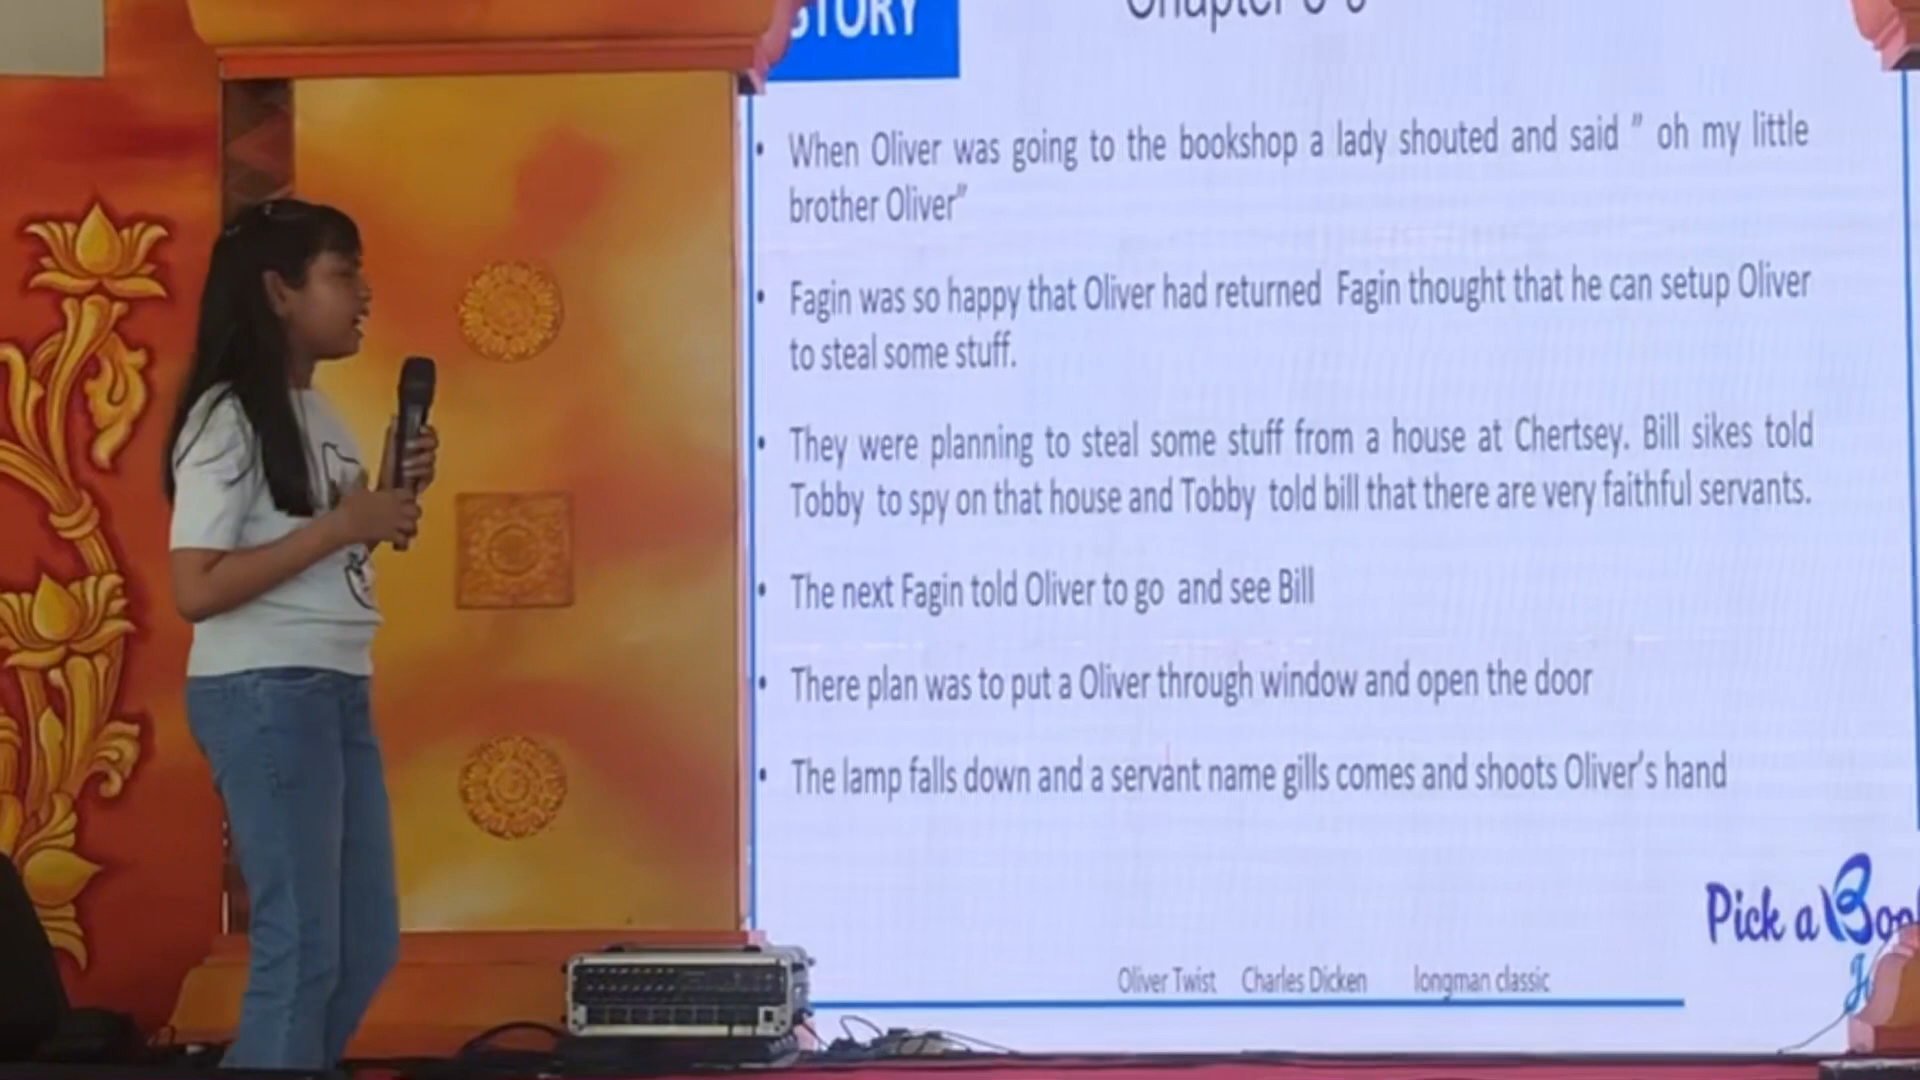 STORY
Chapter
• When Oliver was going to the bookshop a lady shouted and said ” oh my little
brother Oliver”
• Fagin was so happy that Oliver had returned Fagin thought that he can setup Oliver
to steal some stuff.
• They were planning to steal some stuff from a house at Chertsey. Bill sikes told
Tobby to spy on that house and Tobby told bill that there are very faithful servants.
• The next Fagin told Oliver to go and see Bill
• There plan was to put a Oliver through window and open the door
• The lamp falls down and a servant name gills comes and shoots Oliver’s hand
Pick a Boo
Oliver Twist Charles Dicken longman classic